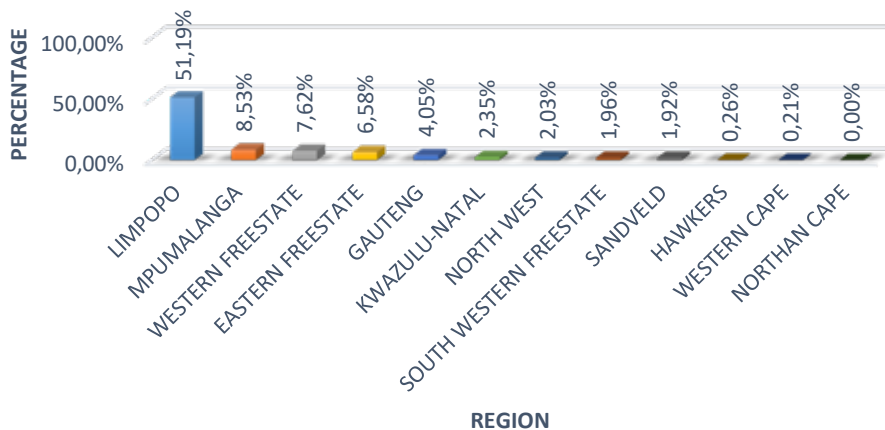 PERCENTAGE
100,00%
50,00%
0,00%
51,19%
8,53%
7,62%
6,58%
4,05%
2,35%
2,03%
1,96%
1,92%
0,26%
0,21%
0,00%
LIMPOPO
MPUMALANGA
WESTERN FREESTATE
EASTERN FREESTATE
GAUTENG
KWAZULU-NATAL
NORTH WEST
SOUTH WESTERN FREESTATE
SANDVELD
HAWKERS
WESTERN CAPE
NORTHAN CAPE
REGION